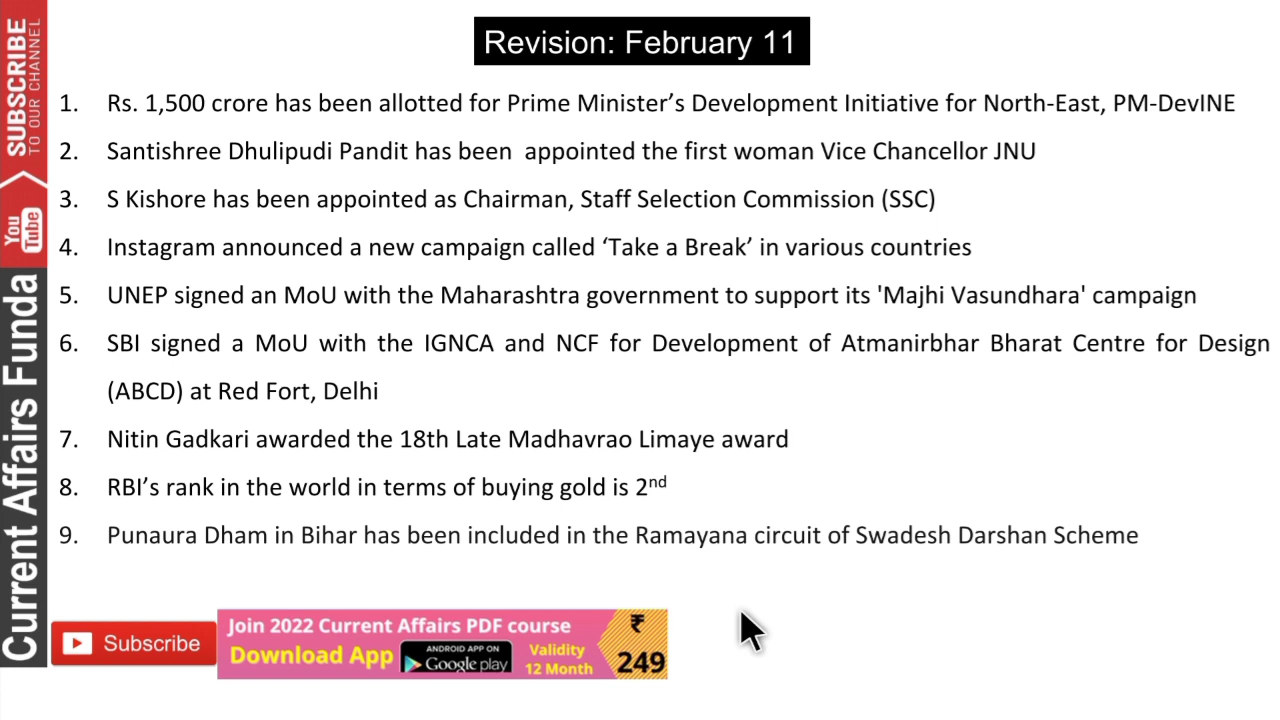 Revision: February 11
1. Rs. 1,500 crore has been allotted for Prime Minister’s Development Initiative for North-East, PM-DevINE
2. Santishree Dhulipudi Pandit has been appointed the first woman Vice Chancellor JNU
3. S Kishore has been appointed as Chairman, Staff Selection Commission (SSC)
4. Instagram announced a new campaign called ‘Take a Break’ in various countries
5. UNEP signed an MoU with the Maharashtra government to support its 'Majhi Vasundhara' campaign
6. SBI signed a MoU with the IGNCA and NCF for Development of Atmanirbhar Bharat Centre for Design
(ABCD) at Red Fort, Delhi
7. Nitin Gadkari awarded the 18th Late Madhavrao Limaye award
8. RBI’s rank in the world in terms of buying gold is 2nd
9. Punaura Dham in Bihar has been included in the Ramayana circuit of Swadesh Darshan Scheme
SUBSCRIBE
TO OUR CHANNEL
You
Tube
Current Affairs Funda
Subscribe
Join 2022 Current Affairs PDF course
Download App
ANDROID APP ON
Google play
Validity
12 Month
₹
249